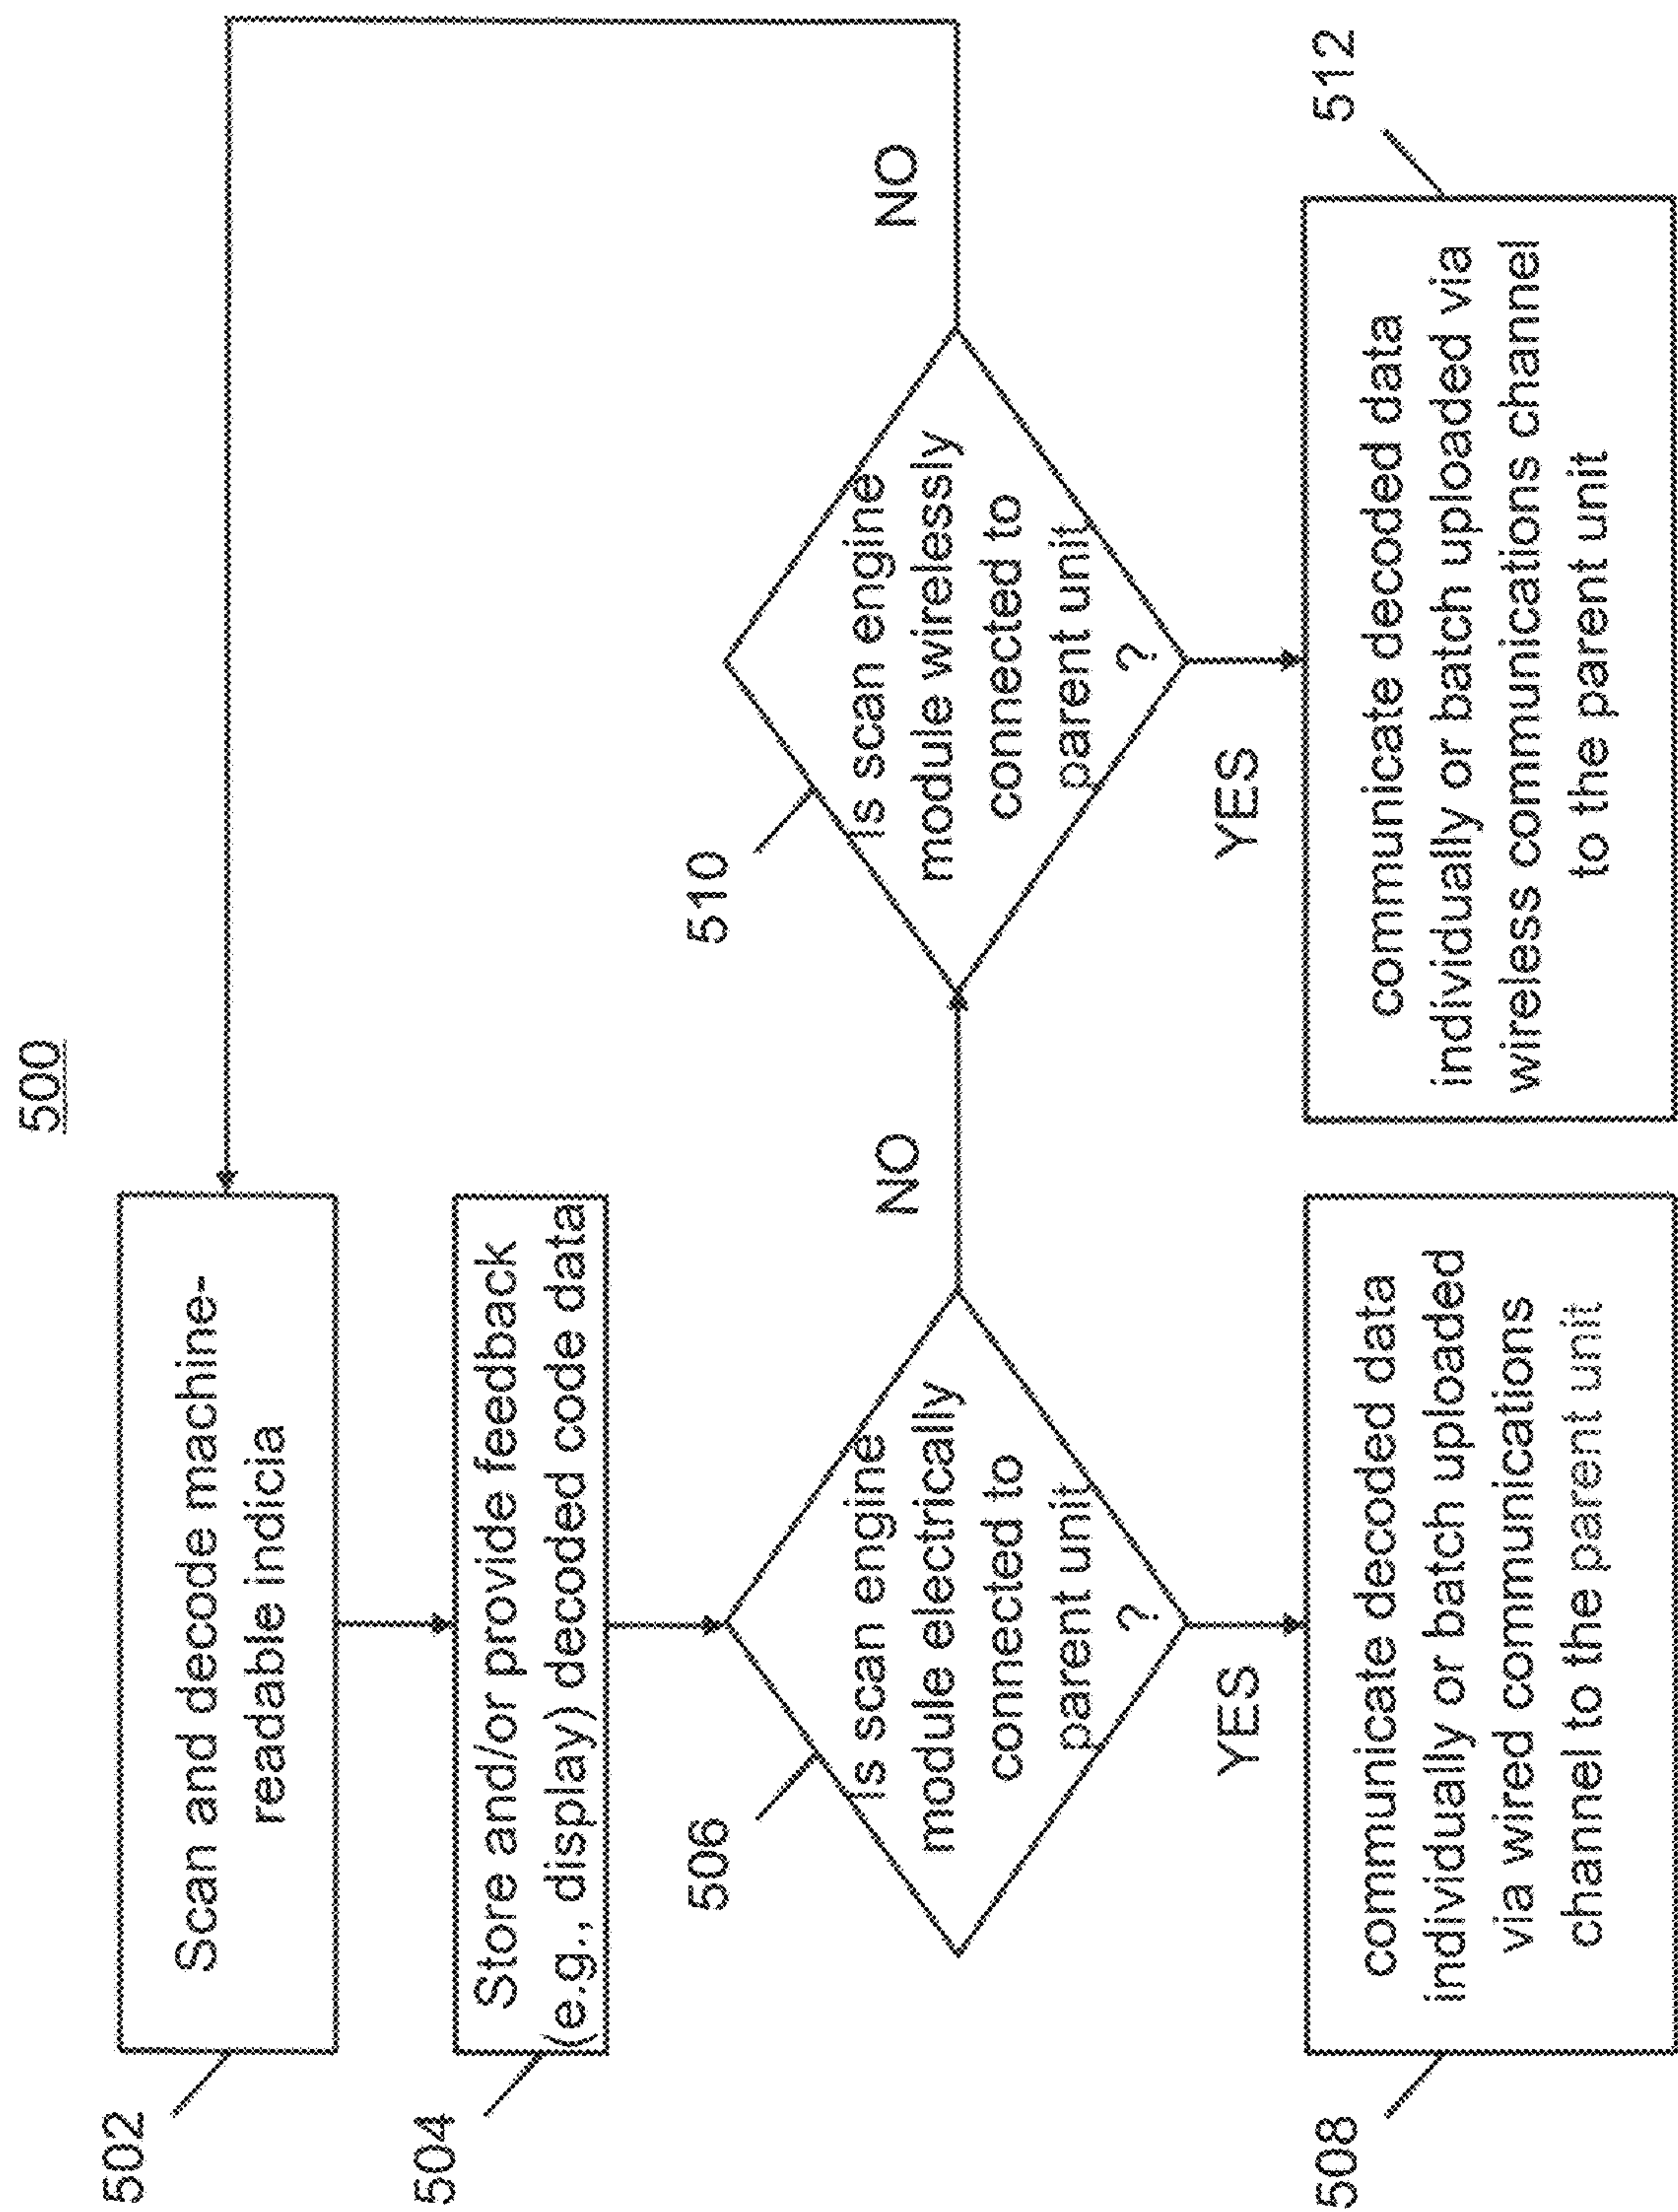 500
502
Scan and decode machine-
readable indicia
504
Store and/or provide feedback
(e.g., display) decoded code data
506
Is scan engine
module electrically
connected to
parent unit
?
NO
YES
508
communicate decoded data
individually or batch uploaded
via wired communications
channel to the parent unit
510
is scan engine
module wirelessly
connected to
parent unit
?
NO
YES
512
communicate decoded data
individually or batch uploaded via
wireless communications channel
to the parent unit